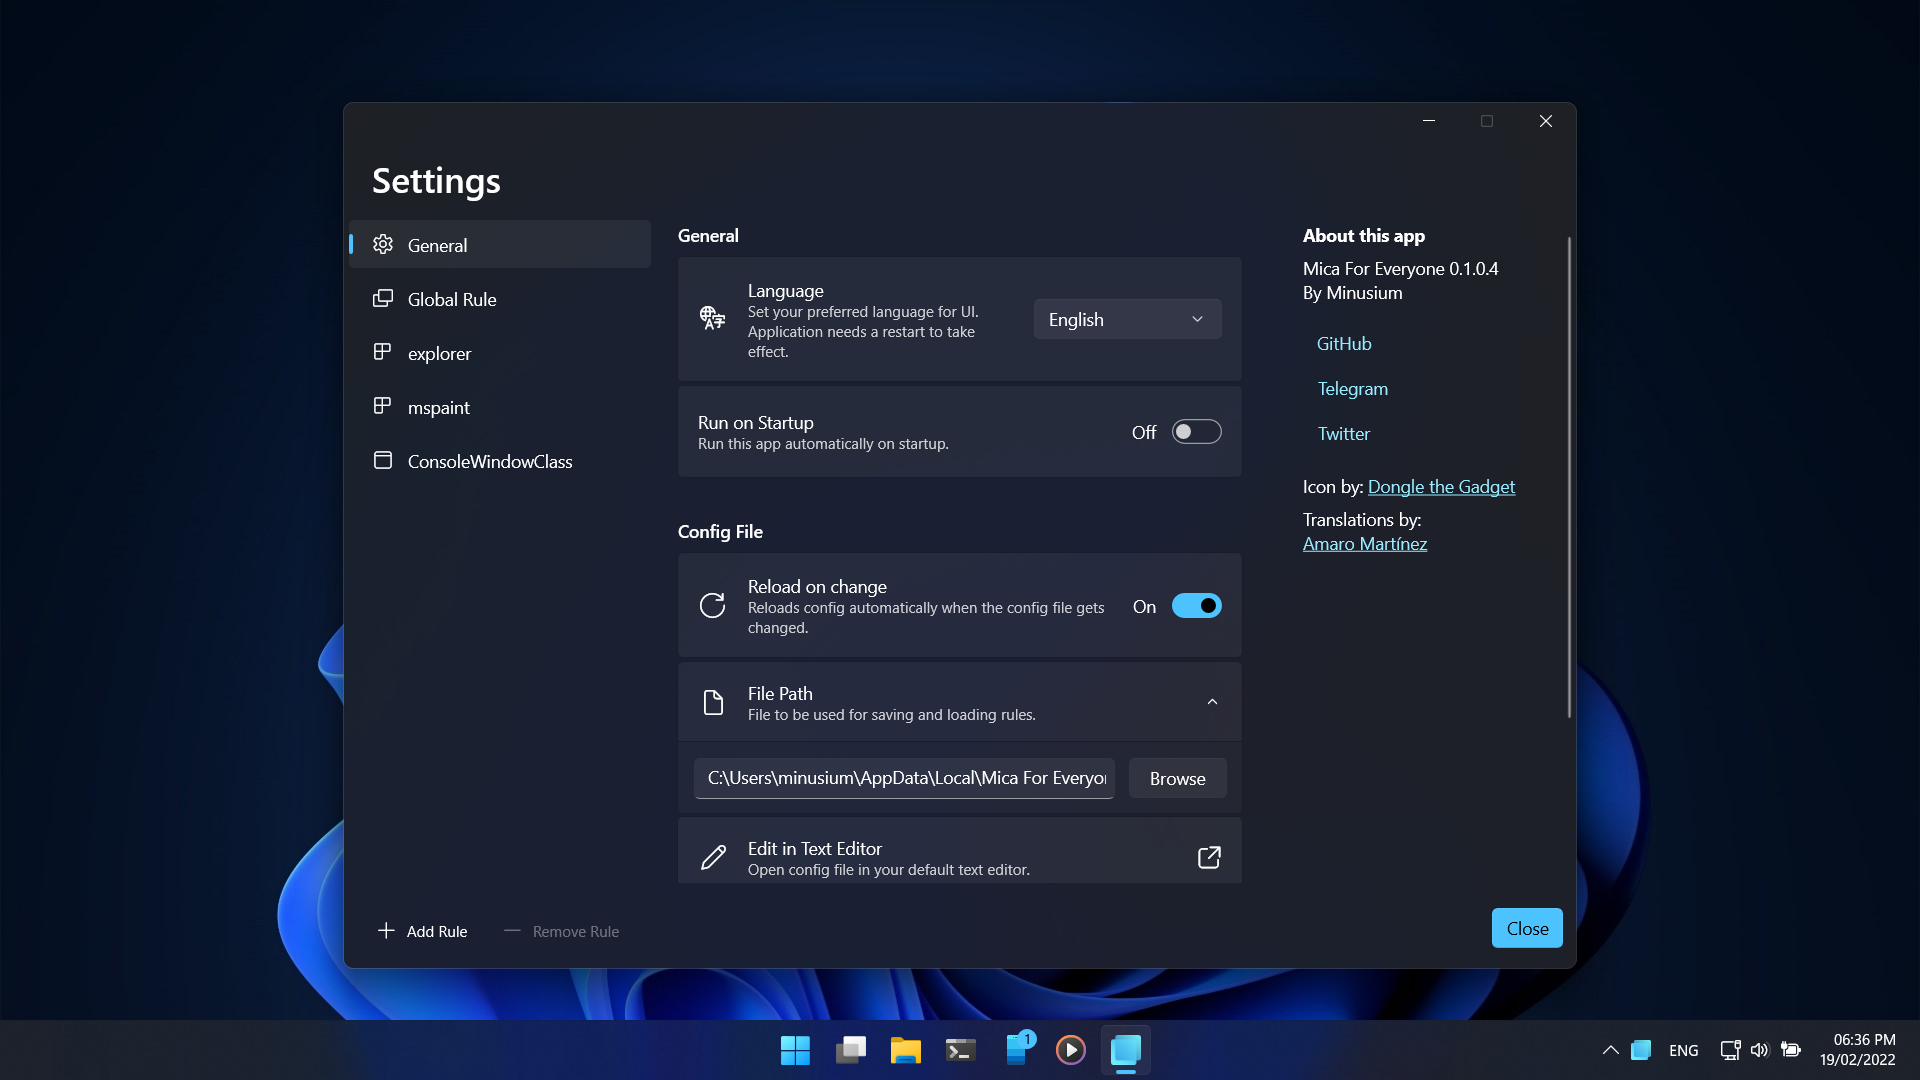 Settings
General
Global Rule
explorer
mspaint
ConsoleWindowClass
Add Rule
Remove Rule
General
Language
Set your preferred language for UI.
Application needs a restart to take
effect.
English
Run on Startup
Run this app automatically on startup.
Off
Config File
Reload on change
Reloads config automatically when the config file gets
changed.
On
File Path
File to be used for saving and loading rules.
C:\Users\minusium\AppData\Local\Mica For Everyo
Browse
Edit in Text Editor
Open config file in your default text editor.
About this app
Mica For Everyone 0.1.0.4
By Minusium
GitHub
Telegram
Twitter
Icon by: Dongle the Gadget
Translations by:
Amaro Martínez
Close
1
ENG
06:36 PM
19/02/2022